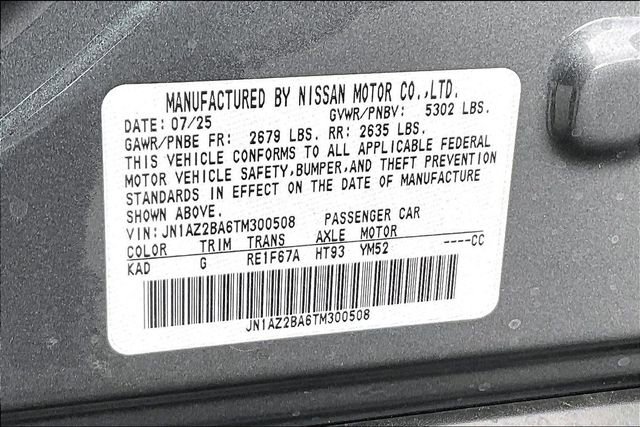 MANUFACTURED BY NISSAN MOTOR CO.,LTD.
DATE: 07/25 GVWR/PNBV: 5302 LBS.
GAWR/PNBE FR: 2679 LBS. RR: 2635 LBS.
THIS VEHICLE CONFORMS TO ALL APPLICABLE FEDERAL
MOTOR VEHICLE SAFETY,BUMPER,AND THEFT PREVENTION
STANDARDS IN EFFECT ON THE DATE OF MANUFACTURE
SHOWN ABOVE.
VIN:JN1AZ2BA6TM300508 PASSENGER CAR
COLOR TRIM TRANS AXLE MOTOR
KAD G RE1F67A HT93 YM52 ----CC
JN1AZ2BA6TM300508